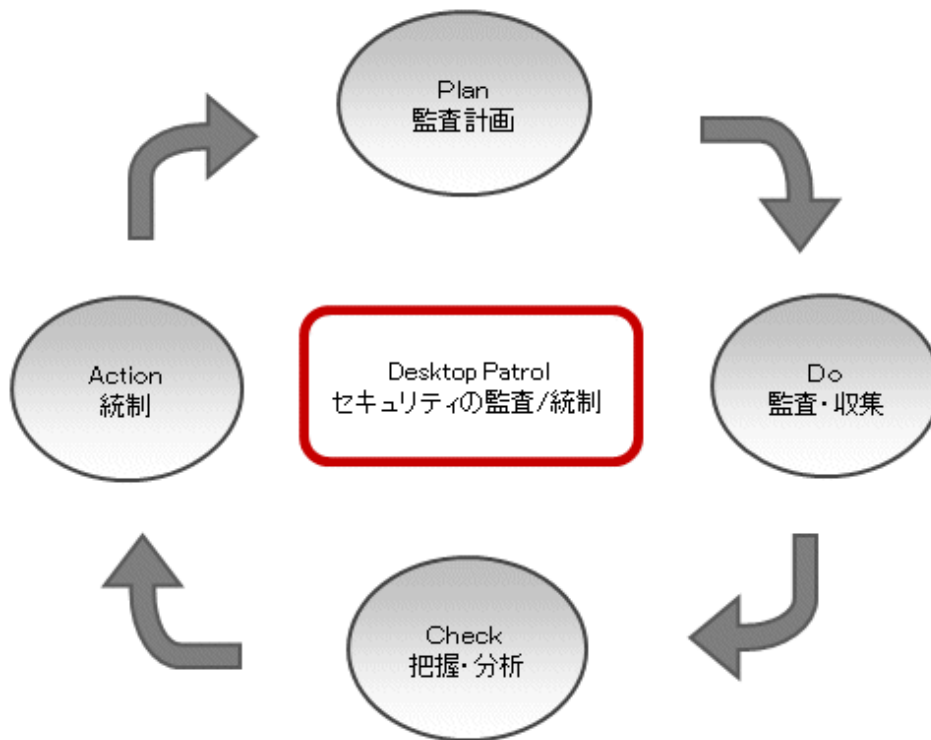 Plan
監査計画
Action
統制
Desktop Patrol
セキュリティの監査/統制
Do
監査・収集
Check
把握・分析